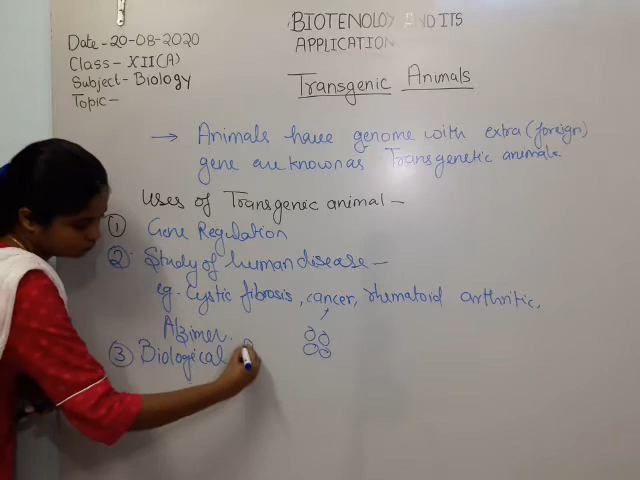 BIOTENOLOY AND ITS
APPLICATION
Date - 20-08-2020
Class - XII(A)
Subject - Biology
Topic -
Transgenic Animals
→ Animals have genome with extra (foreign)
gene are known as Transgenetic animals.
Uses of Transgenic animal -
① Gene Regulation
② Study of human disease -
eg. Cystic fibrosis, cancer, rhumatoid arthritic,
Alzimer.
③ Biological